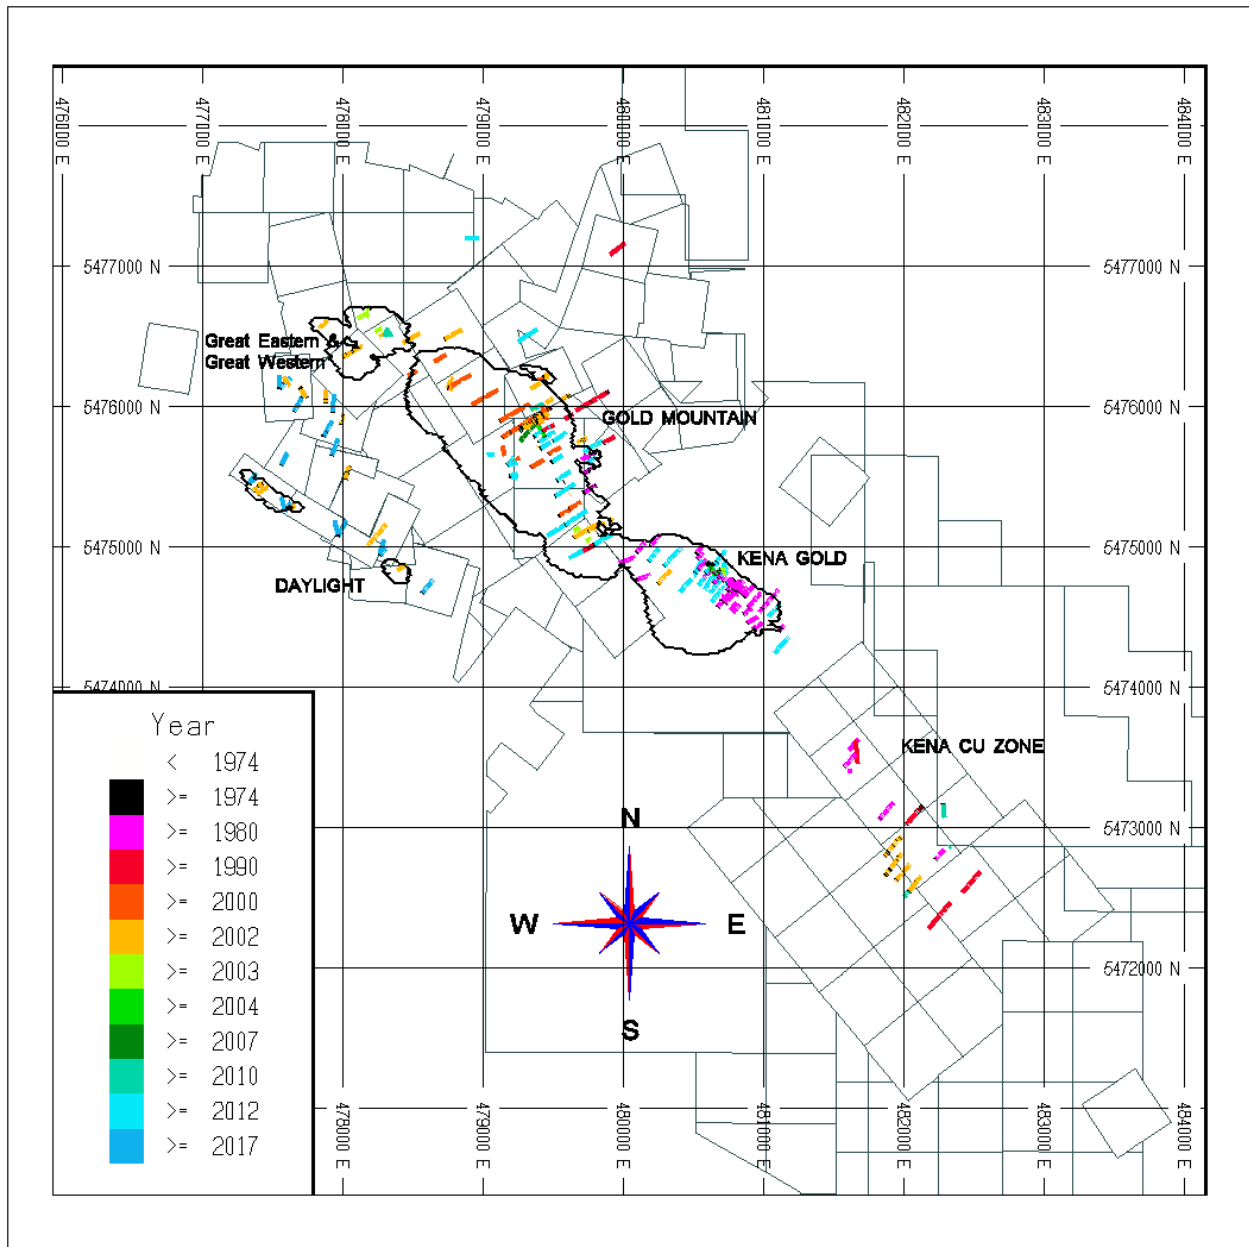 476000 E
477000 E
478000 E
479000 E
480000 E
481000 E
482000 E
483000 E
484000 E
5477000 N
5477000 N
Great Eastern &
Great Western
5476000 N
GOLD MOUNTAIN
5476000 N
5475000 N
KENA GOLD
5475000 N
DAYLIGHT
5474000 N
5474000 N
Year
KENA CU ZONE
< 1974
>= 1974
>= 1980
>= 1990
>= 2000
>= 2002
>= 2003
>= 2004
>= 2007
>= 2010
>= 2012
>= 2017
N
W
E
S
5473000 N
5472000 N
478000 E
479000 E
480000 E
481000 E
482000 E
483000 E
484000 E